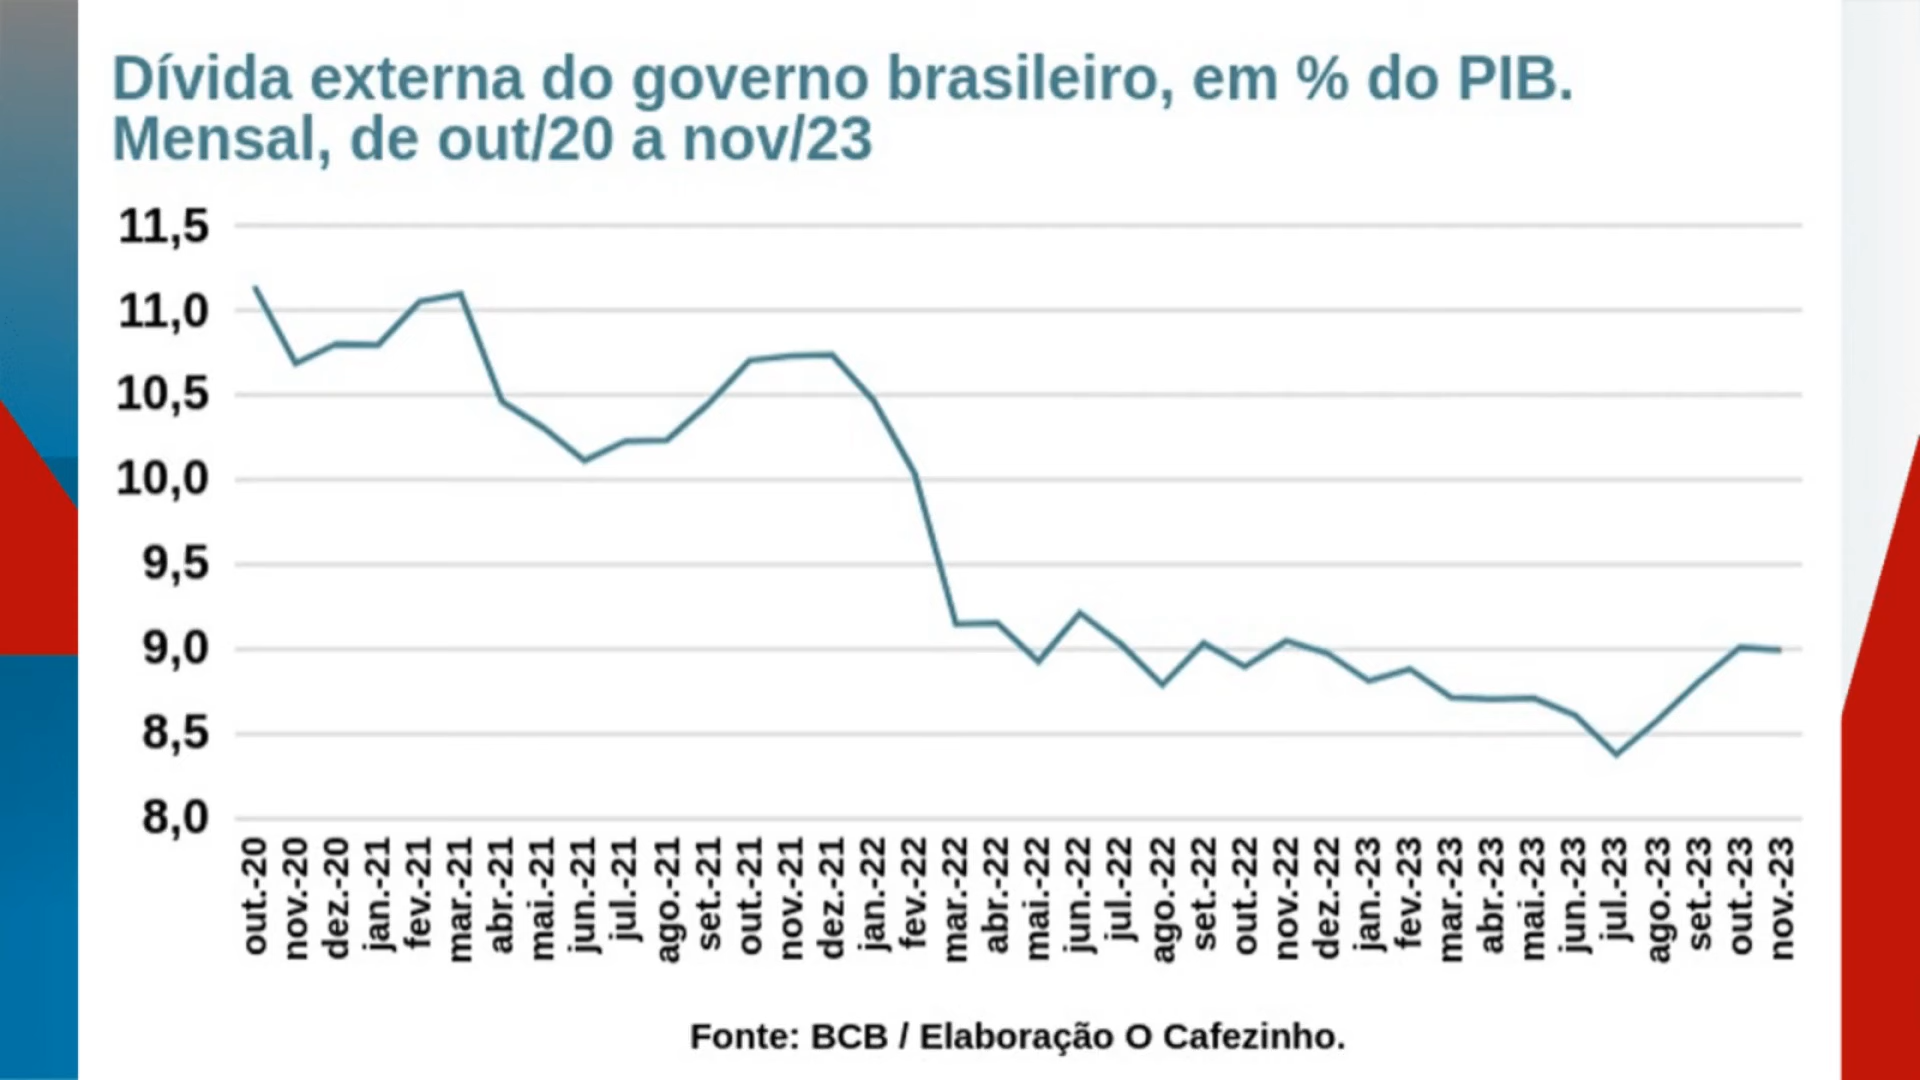 Dívida externa do governo brasileiro, em % do PIB.
Mensal, de out/20 a nov/23
11,5
11,0
10,5
10,0
9,5
9,0
8,5
8,0
out.-20
nov.-20
dez.-20
jan.-21
fev.-21
mar.-21
abr.-21
mai.-21
jun.-21
jul.-21
ago.-21
set.-21
out.-21
nov.-21
dez.-21
jan.-22
fev.-22
mar.-22
abr.-22
mai.-22
jun.-22
jul.-22
ago.-22
set.-22
out.-22
nov.-22
dez.-22
jan.-23
fev.-23
mar.-23
abr.-23
mai.-23
jun.-23
jul.-23
ago.-23
set.-23
out.-23
nov.-23
Fonte: BCB / Elaboração O Cafezinho.